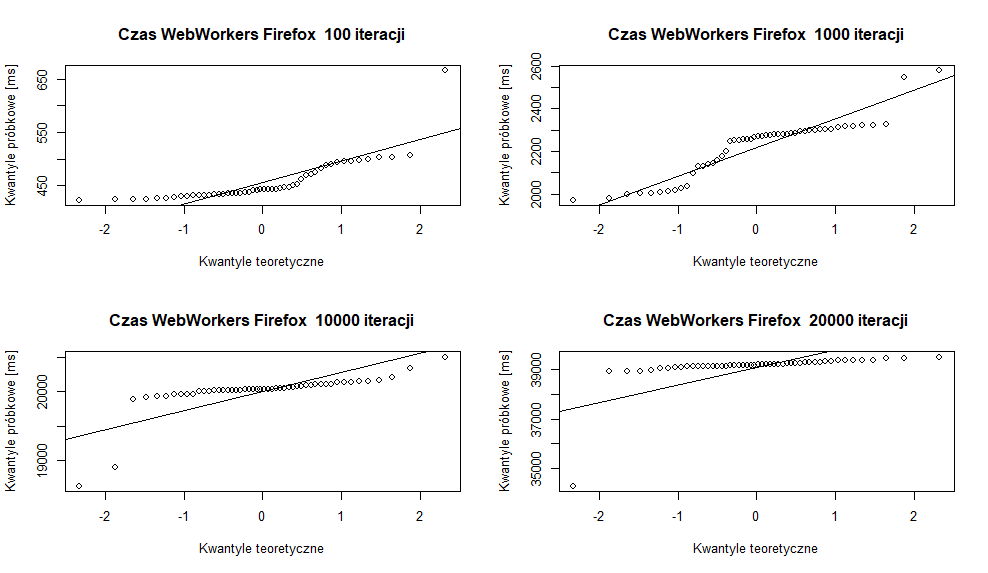 Czas WebWorkers Firefox  100 iteracji
Kwantyle próbkowe [ms]
650
550
450
-2
-1
0
1
2
Kwantyle teoretyczne
Czas WebWorkers Firefox  1000 iteracji
Kwantyle próbkowe [ms]
2600
2400
2200
2000
-2
-1
0
1
2
Kwantyle teoretyczne
Czas WebWorkers Firefox  10000 iteracji
Kwantyle próbkowe [ms]
20000
19000
-2
-1
0
1
2
Kwantyle teoretyczne
Czas WebWorkers Firefox  20000 iteracji
Kwantyle próbkowe [ms]
39000
37000
35000
-2
-1
0
1
2
Kwantyle teoretyczne